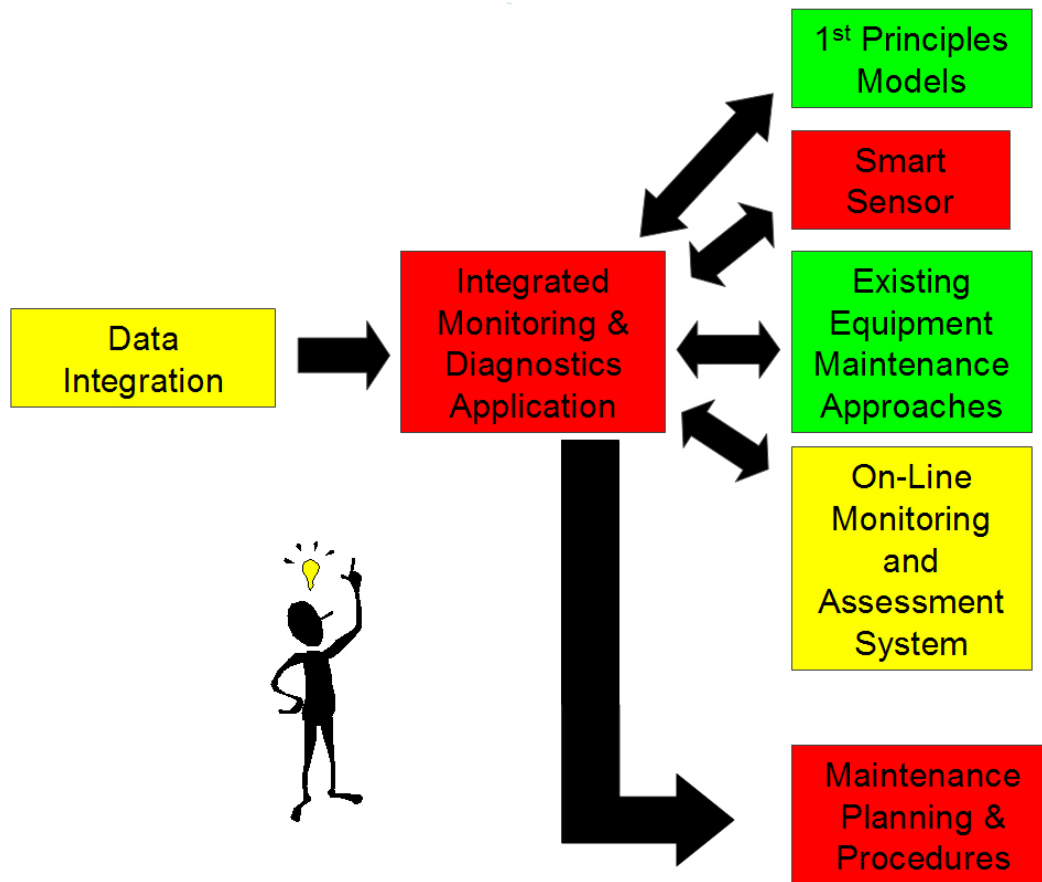 1st Principles
Models
Smart
Sensor
Integrated
Monitoring &
Diagnostics
Application
Existing
Equipment
Maintenance
Approaches
Data
Integration
On-Line
Monitoring
and
Assessment
System
Maintenance
Planning &
Procedures